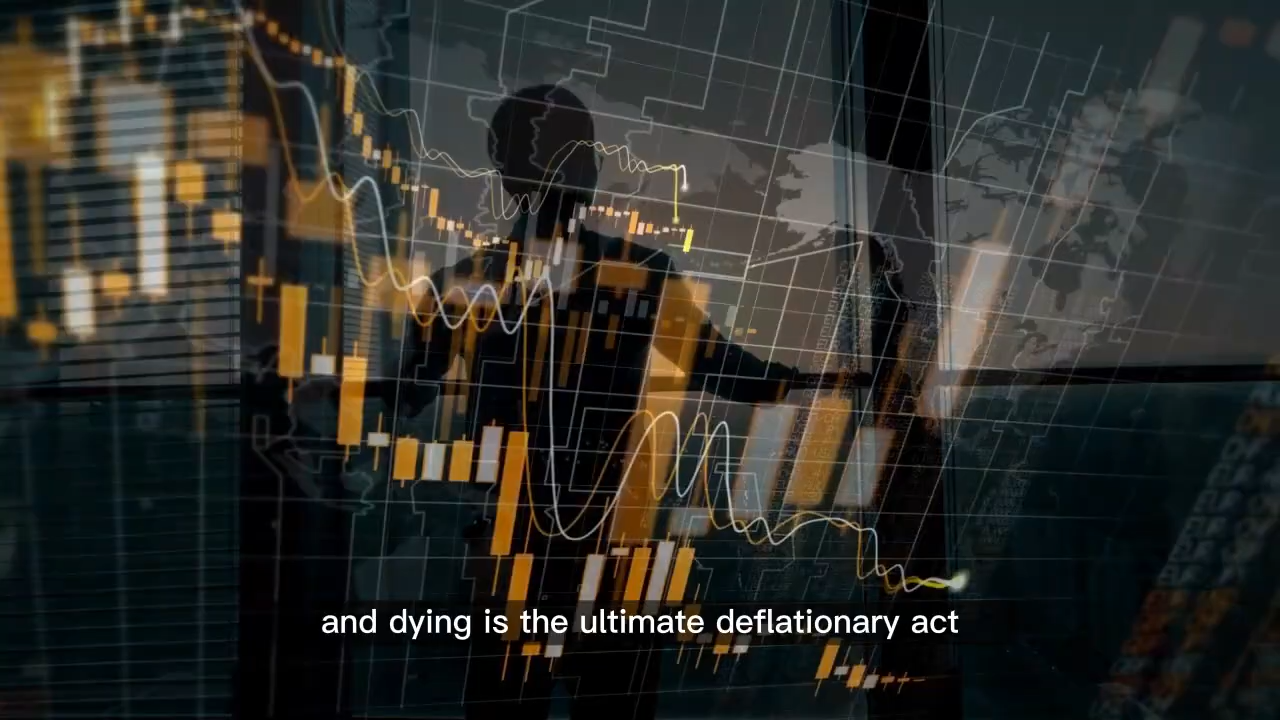 and dying is the ultimate deflationary act